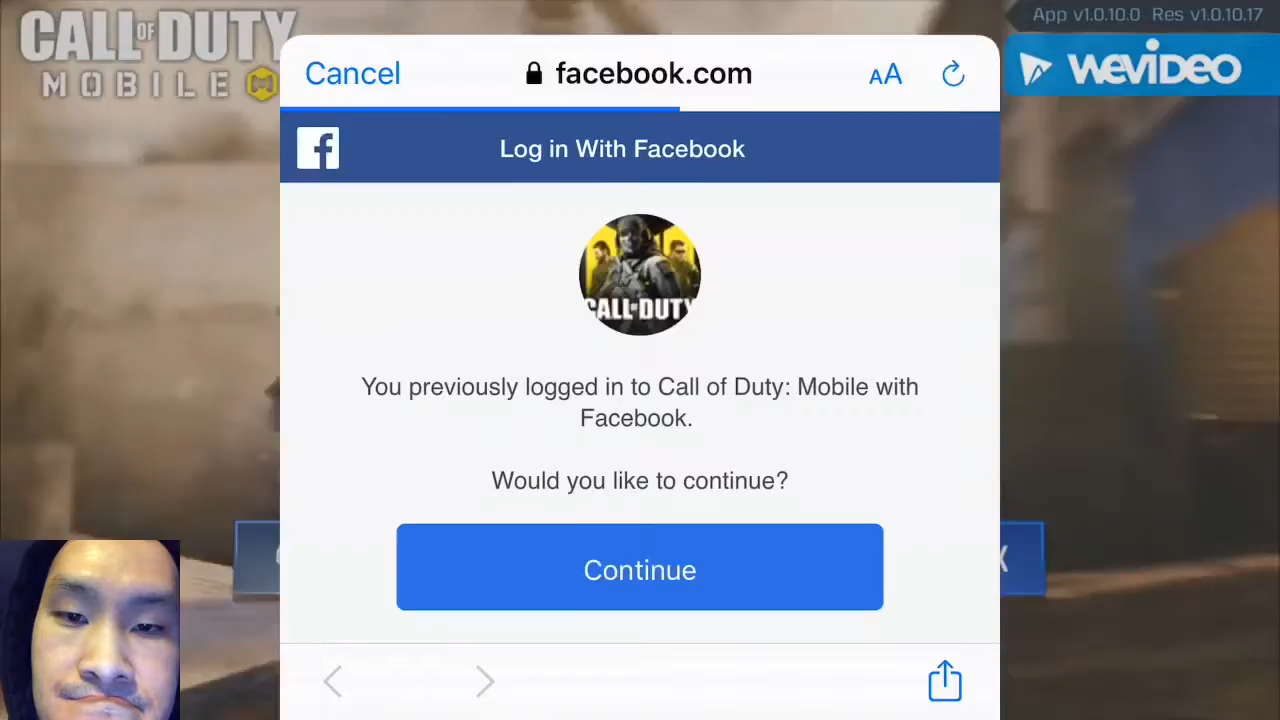 CALL OF DUTY
MOBILE
App v1.0.10.0 Res v1.0.10.17
WEVIDEO
Cancel
facebook.com
AA
f
Log in With Facebook
CALL OF DUTY
You previously logged in to Call of Duty: Mobile with
Facebook.
Would you like to continue?
Continue